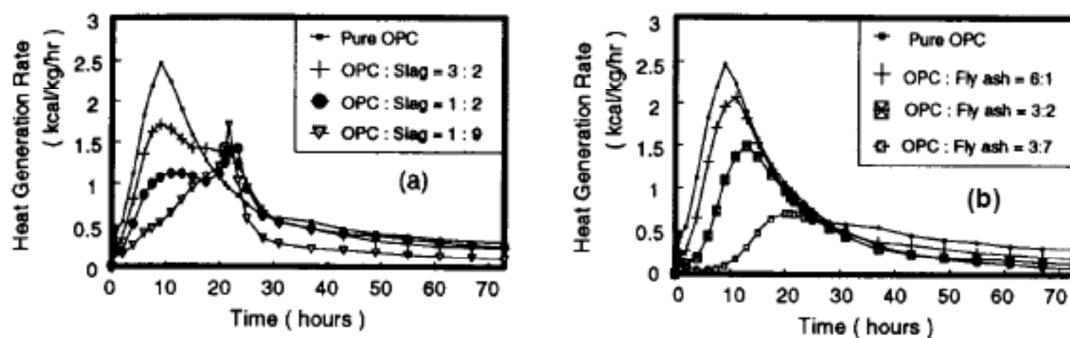 Heat Generation Rate
( kcal/kg/hr)
3
2.5
2
1.5
1
0.5
0
Pure OPC
OPC : Slag = 3 : 2
OPC : Slag = 1 : 2
OPC : Slag = 1 : 9
(a)
0 10 20 30 40 50 60 70
Time ( hours )
Heat Generation Rate
(kcal/kg/hr)
3
2.5
2
1.5
1
0.5
0
Pure OPC
OPC : Fly ash = 6:1
OPC : Fly ash = 3:2
OPC : Fly ash = 3:7
(b)
0 10 20 30 40 50 60 70
Time ( hours )